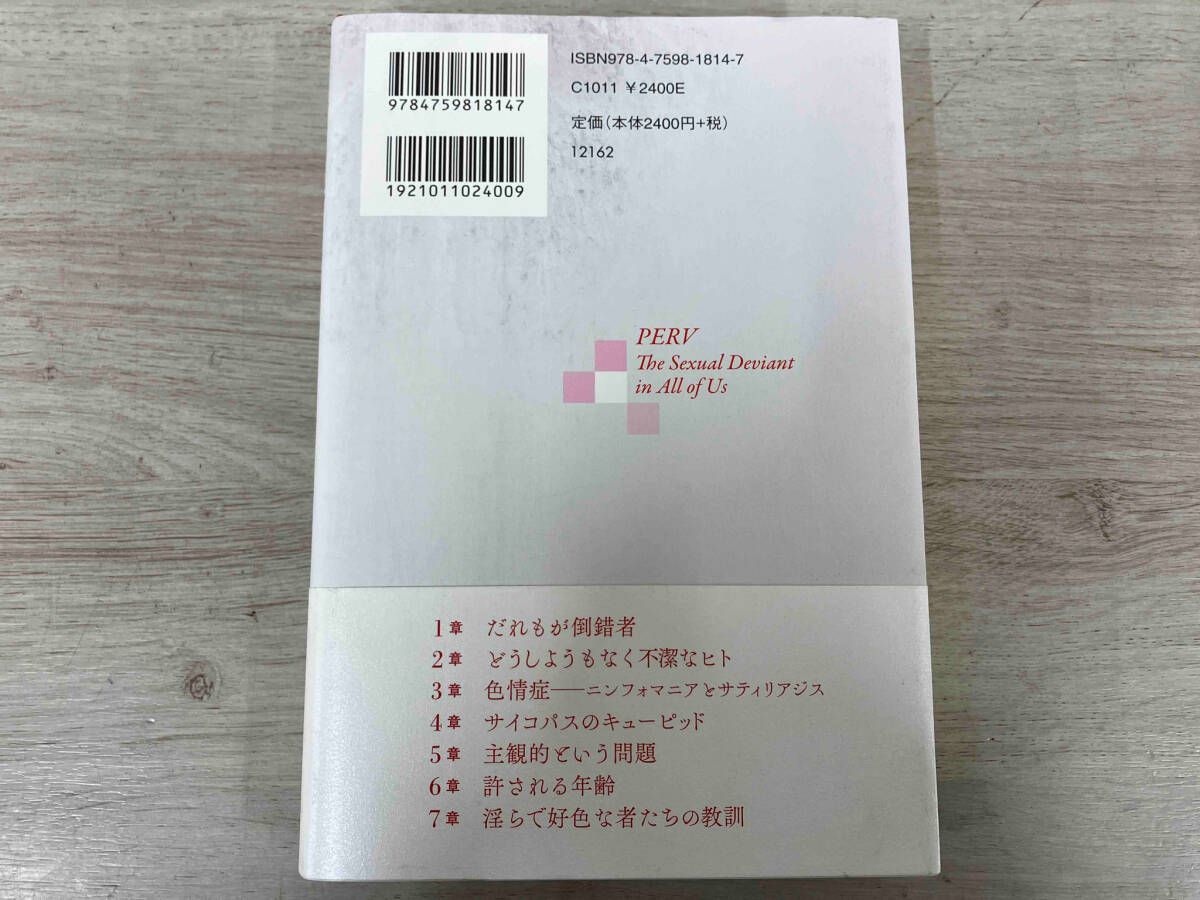 ISBN978-4-7598-1814-7
C1011 ¥2400E
定価(本体2400円+税)
12162
9784759818147
1921011024009
PERV
The Sexual Deviant
in All of Us
1章 だれもが倒錯者
2章 どうしようもなく不潔なヒト
3章 色情症──ニンフォマニアとサティリアジス
4章 サイコパスのキューピッド
5章 主観的という問題
6章 許される年齢
7章 淫らで好色な者たちの教訓